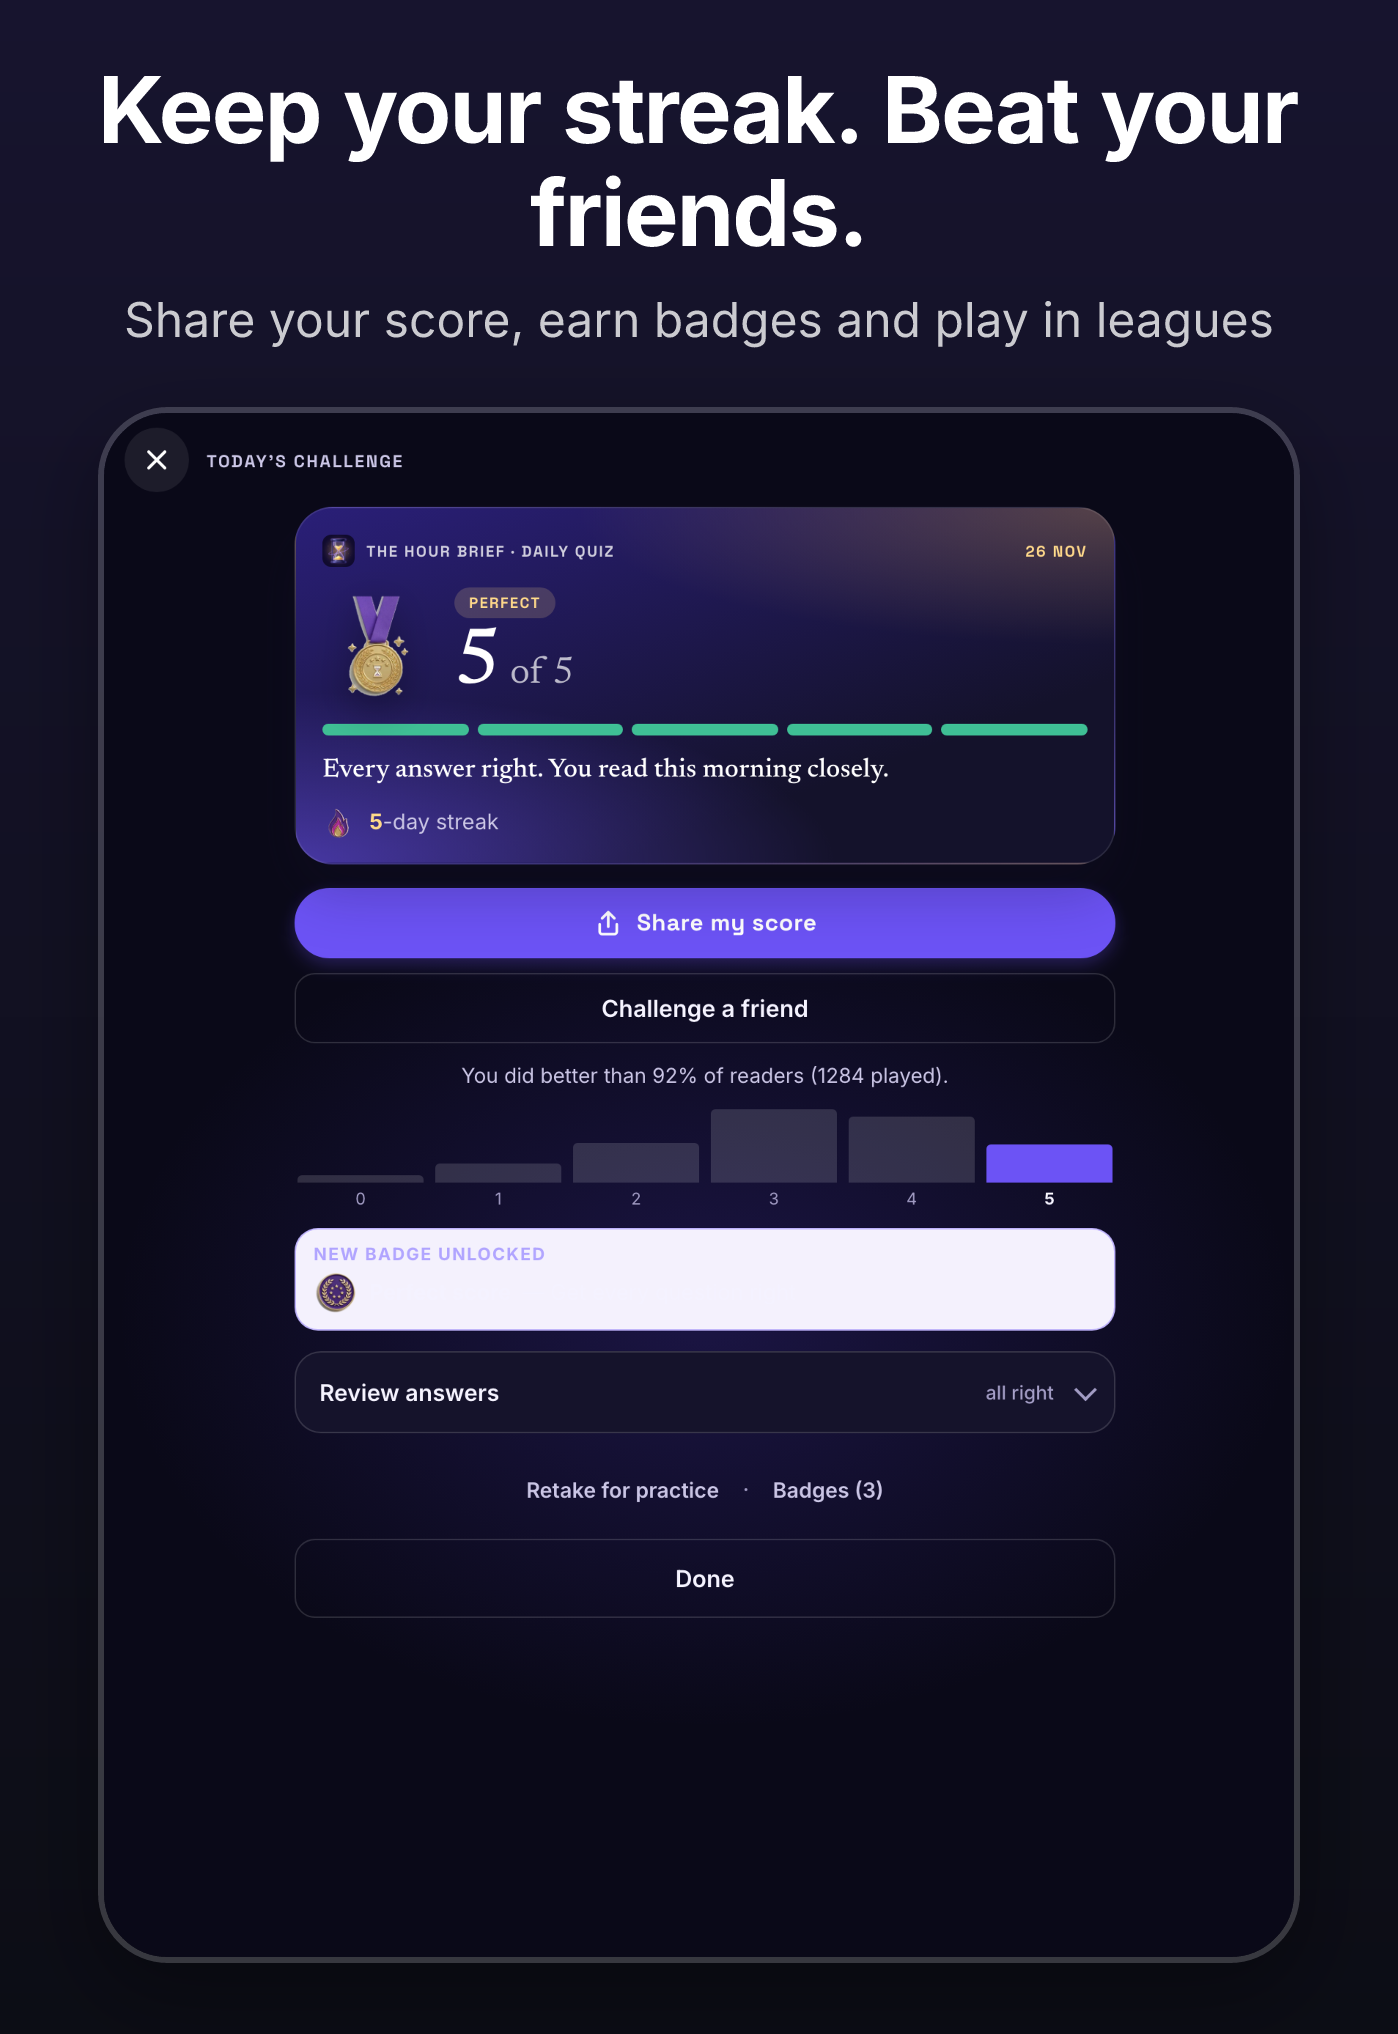 Keep your streak. Beat your
friends.
Share your score, earn badges and play in leagues
TODAY’S CHALLENGE
THE HOUR BRIEF · DAILY QUIZ
26 NOV
PERFECT
5 of 5
Every answer right. You read this morning closely.
5-day streak
Share my score
Challenge a friend
You did better than 92% of readers (1284 played).
0 1 2 3 4 5
NEW BADGE UNLOCKED
Review answers
all right
Retake for practice · Badges (3)
Done